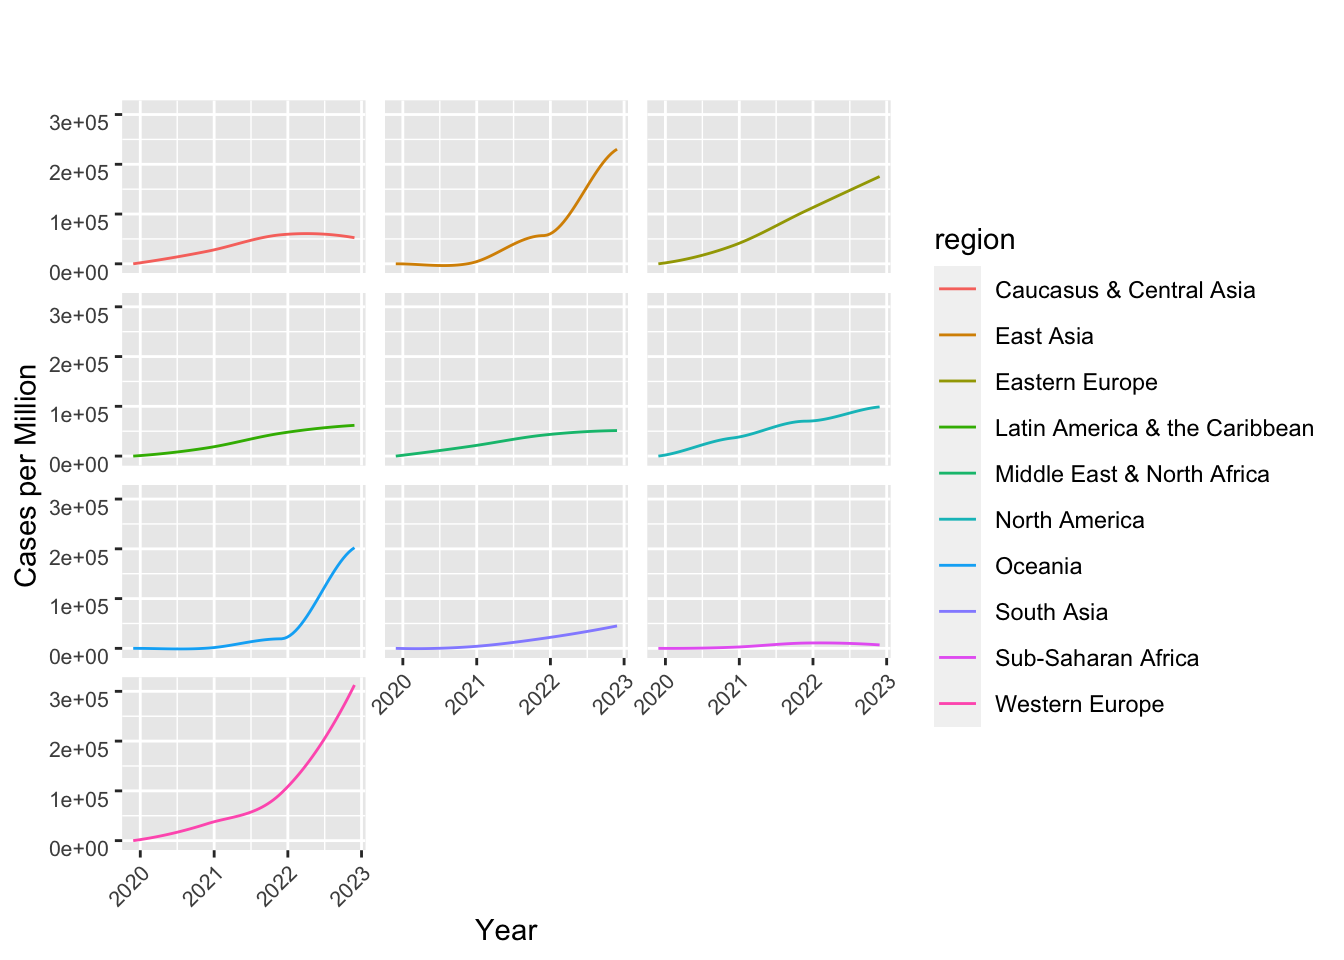 3e+05
2e+05
1e+05
0e+00
3e+05
2e+05
1e+05
0e+00
3e+05
2e+05
1e+05
0e+00
2020 2021 2022 2023 2020 2021 2022 2023
3e+05
2e+05
1e+05
0e+00
2020 2021 2022 2023
Cases per Million
Year
region
Caucasus & Central Asia
East Asia
Eastern Europe
Latin America & the Caribbean
Middle East & North Africa
North America
Oceania
South Asia
Sub-Saharan Africa
Western Europe